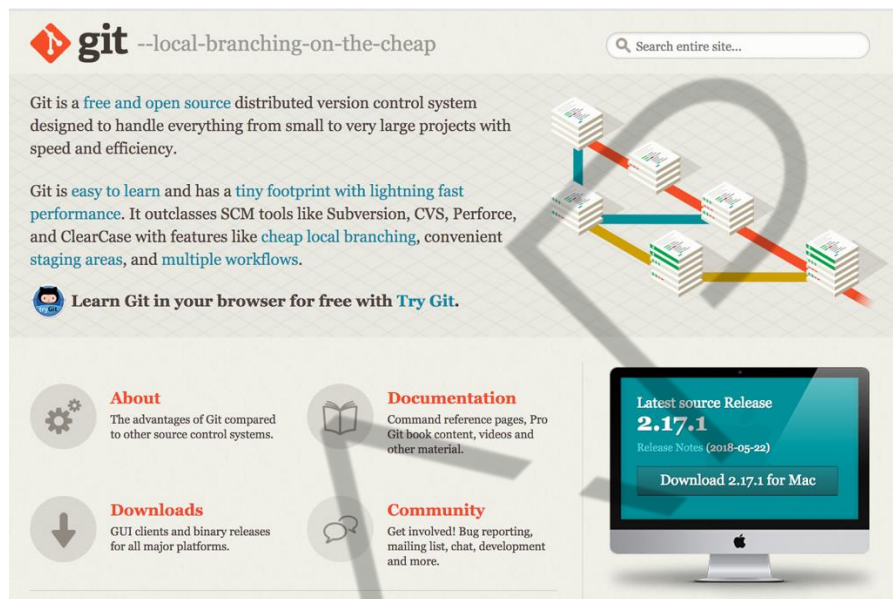 git --local-branching-on-the-cheap
Search entire site...
Git is a free and open source distributed version control system
designed to handle everything from small to very large projects with
speed and efficiency.
Git is easy to learn and has a tiny footprint with lightning fast
performance. It outclasses SCM tools like Subversion, CVS, Perforce,
and ClearCase with features like cheap local branching, convenient
staging areas, and multiple workflows.
Try Git
Learn Git in your browser for free with Try Git.
About
The advantages of Git compared
to other source control systems.
Documentation
Command reference pages, Pro
Git book content, videos and
other material.
Downloads
GUI clients and binary releases
for all major platforms.
Community
Get involved! Bug reporting,
mailing list, chat, development
and more.
Latest source Release
2.17.1
Release Notes (2018-05-22)
Download 2.17.1 for Mac